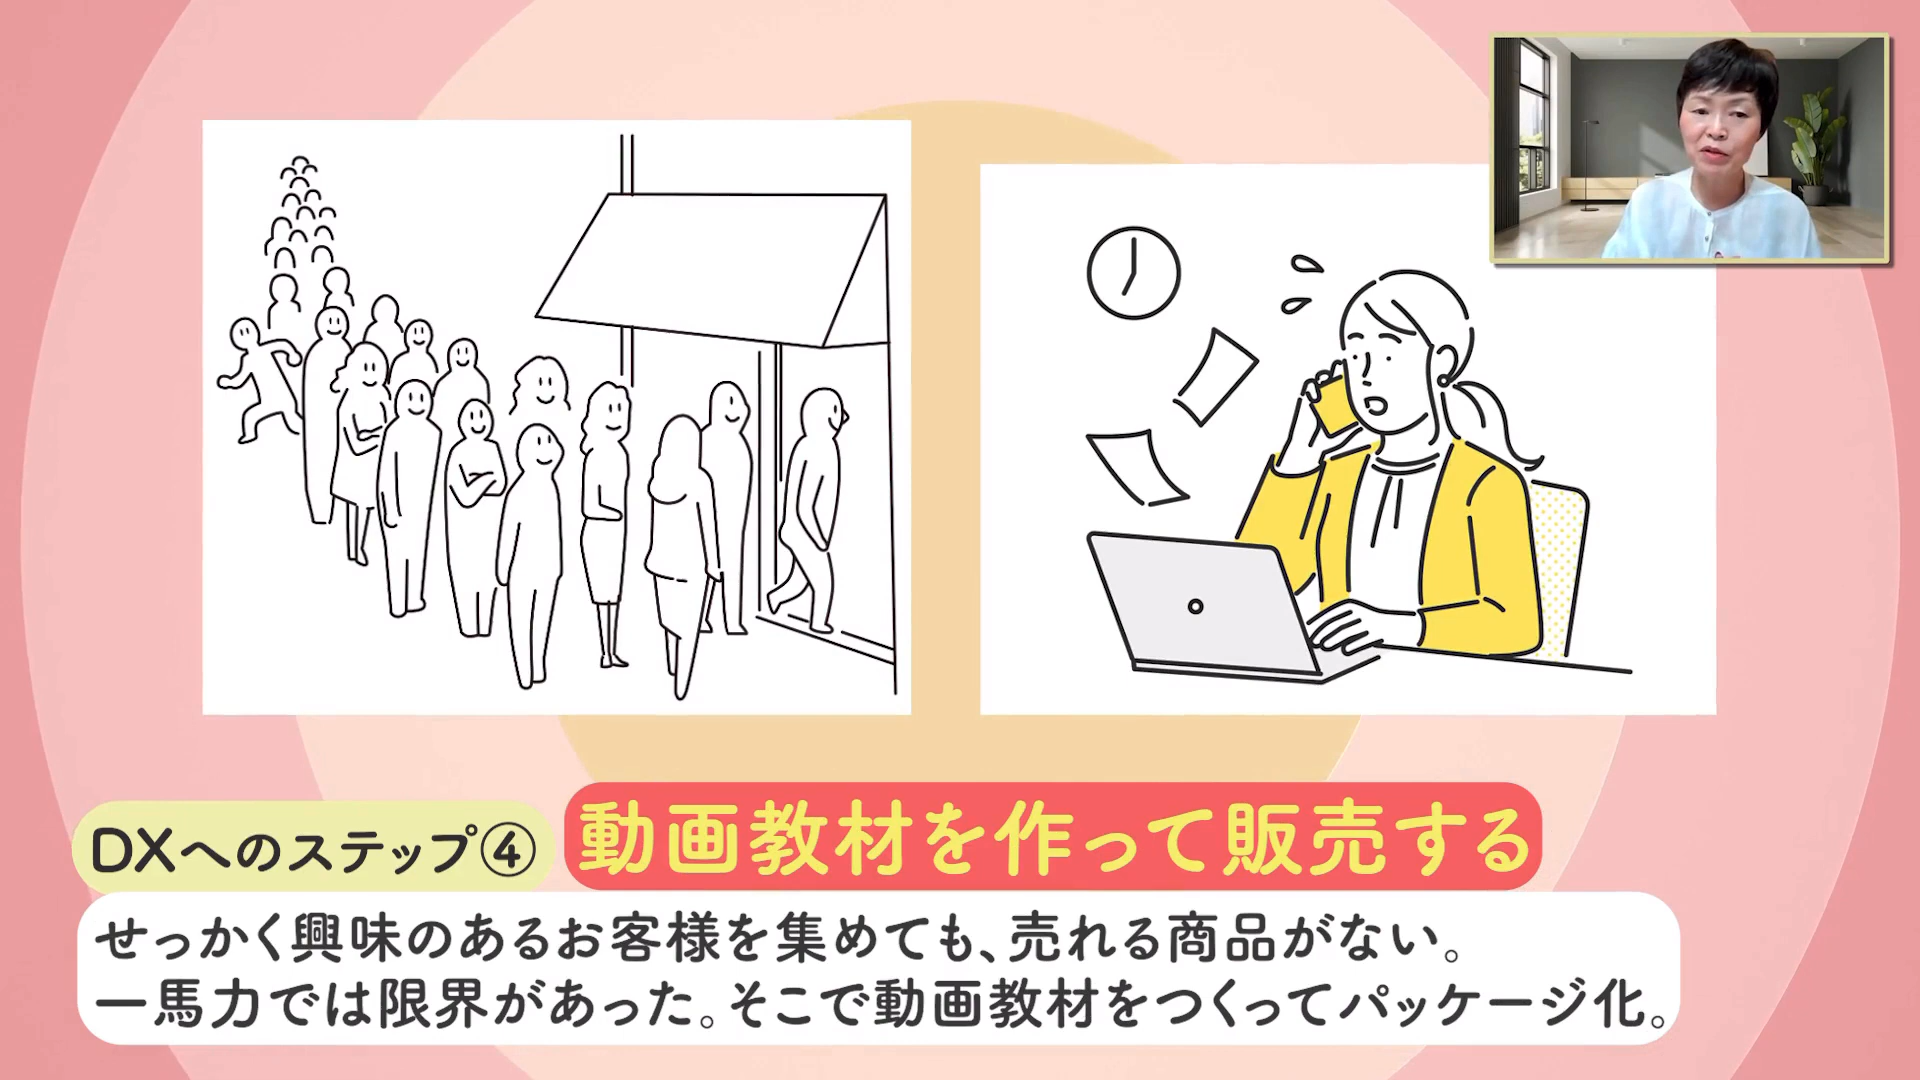 DXへのステップ④
動画教材を作って販売する
せっかく興味のあるお客様を集めても、売れる商品がない。
一馬力では限界があった。そこで動画教材をつくってパッケージ化。